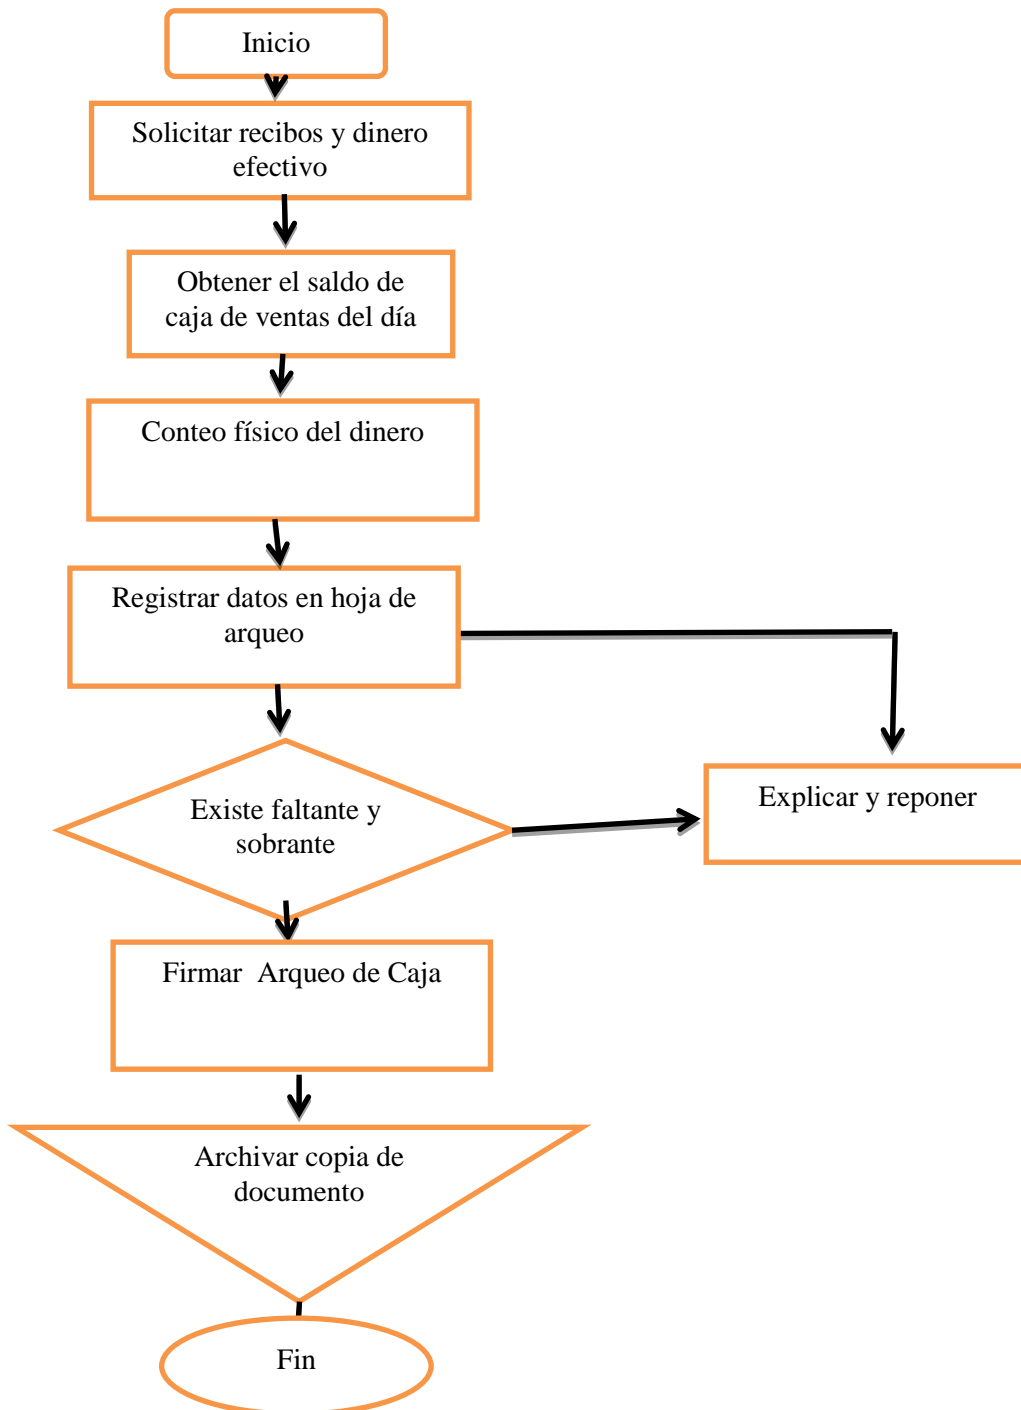 Inicio
Solicitar recibos y dinero
efectivo
Obtener el saldo de
caja de ventas del día
Conteo físico del dinero
Registrar datos en hoja de
arqueo
Existe faltante y
sobrante
Explicar y reponer
Firmar  Arqueo de Caja
Archivar copia de
documento
Fin